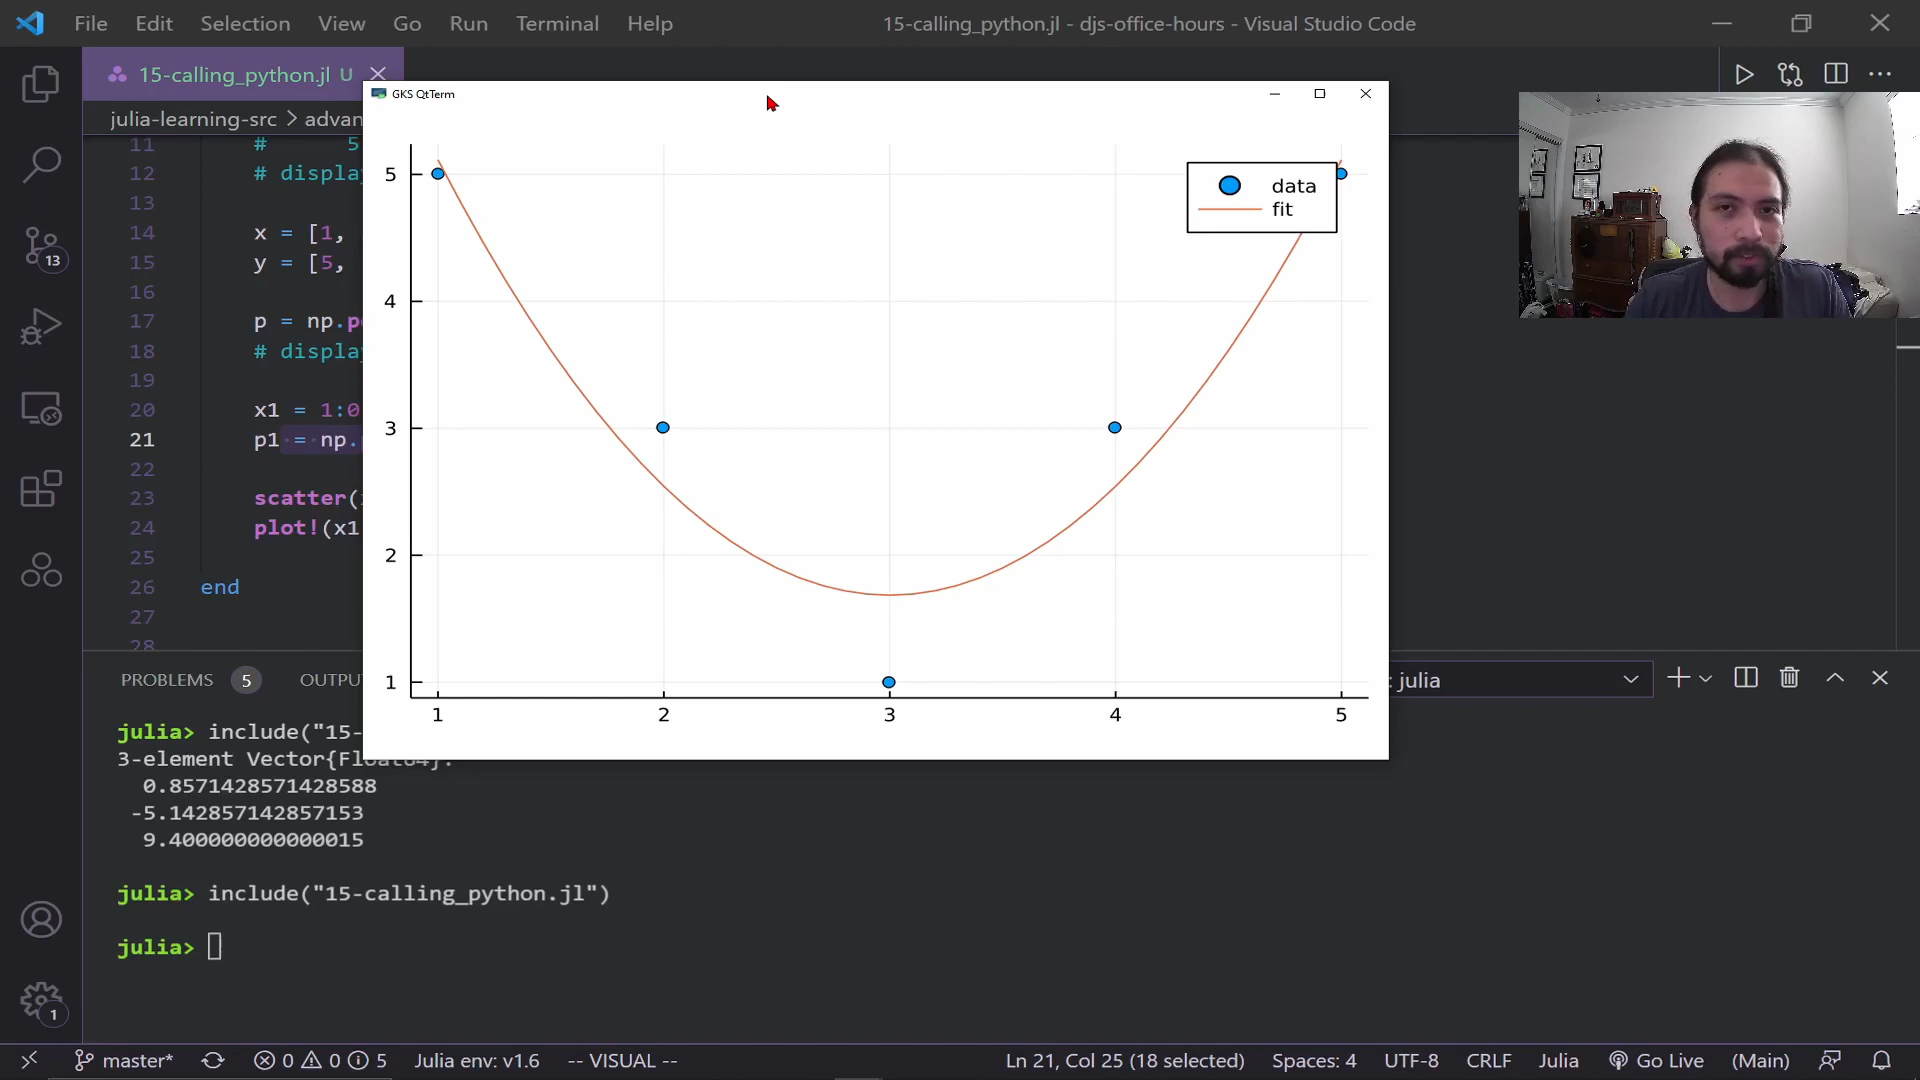 File Edit Selection View Go Run Terminal Help
15-calling_python.jl - djs-office-hours - Visual Studio Code
15-calling_python.jl U
GKS QtTerm
julia-learning-src > advan
11 # 5
12 # displa
13
14 x = [1,
15 y = [5,
16
17 p = np.p
18 # displa
19
20 x1 = 1:0
21 p1 = np.
22
23 scatter(
24 plot!(x1
25
26 end
27
28
5
4
3
2
1
1 2 3 4 5
data
fit
13
PROBLEMS 5 OUTPU
: julia
julia> include("15-
3-element Vector{Float64}:
0.8571428571428588
-5.142857142857153
9.400000000000015
julia> include("15-calling_python.jl")
julia>
1
master* 0 0 5 Julia env: v1.6 -- VISUAL -- Ln 21, Col 25 (18 selected) Spaces: 4 UTF-8 CRLF Julia Go Live (Main)